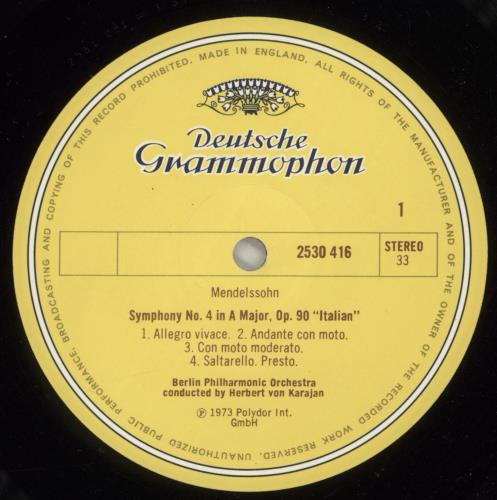 UNAUTHORIZED PUBLIC PERFORMANCE, BROADCASTING AND COPYING OF THIS RECORD PROHIBITED. MADE IN ENGLAND. ALL RIGHTS OF THE MANUFACTURER AND OF THE OWNER OF THE RECORDED WORK RESERVED.
Deutsche
Grammophon
1
2530 416
STEREO
33
Mendelssohn
Symphony No. 4 in A Major, Op. 90 "Italian"
1. Allegro vivace. 2. Andante con moto.
3. Con moto moderato.
4. Saltarello. Presto.
Berlin Philharmonic Orchestra
conducted by Herbert von Karajan
℗ 1973 Polydor Int.
GmbH